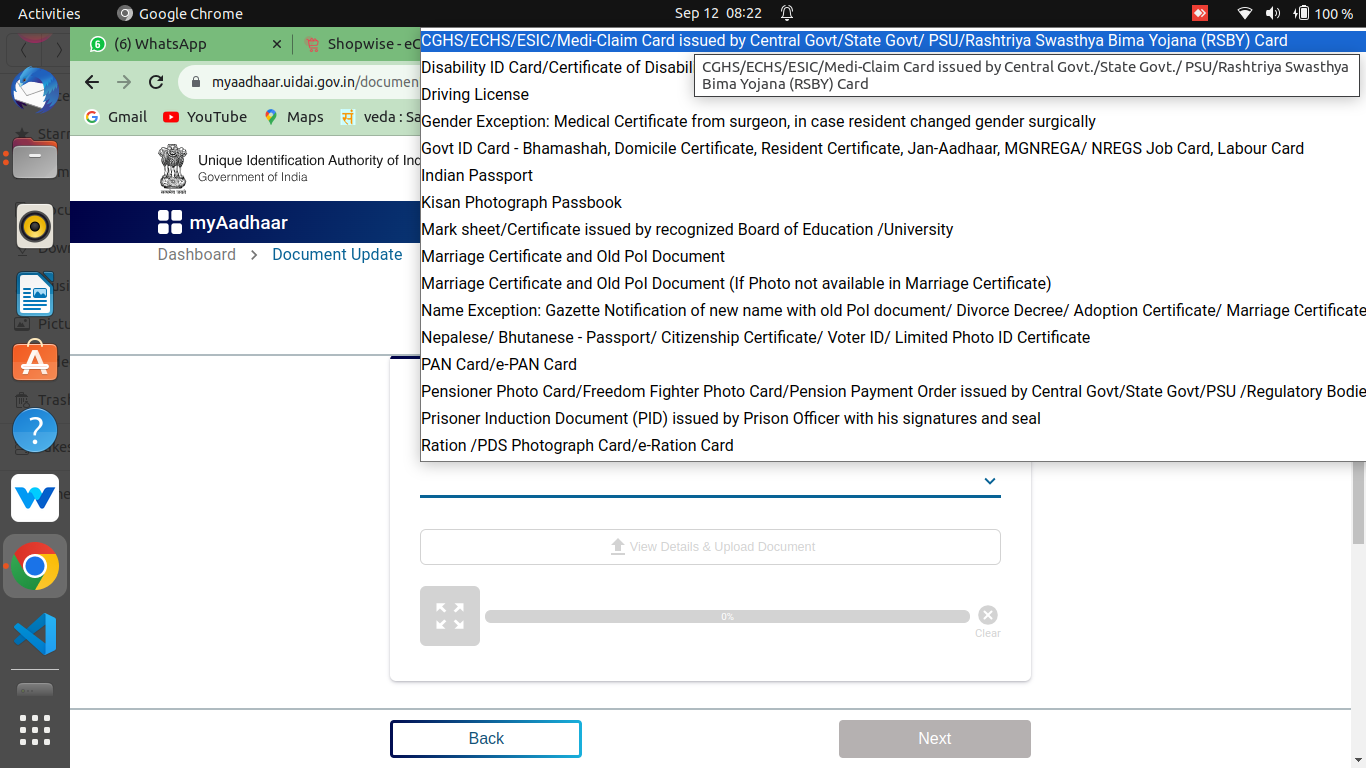 Activities
Google Chrome
Sep 12 08:22
100 %
(6) WhatsApp
Shopwise - eC
myaadhaar.uidai.gov.in/documen
Gmail
YouTube
Maps
veda : Sa
Unique Identification Authority of Ind
Government of India
myAadhaar
Dashboard
Document Update
CGHS/ECHS/ESIC/Medi-Claim Card issued by Central Govt/State Govt/ PSU/Rashtriya Swasthya Bima Yojana (RSBY) Card
Disability ID Card/Certificate of Disabil
CGHS/ECHS/ESIC/Medi-Claim Card issued by Central Govt./State Govt./ PSU/Rashtriya Swasthya
Bima Yojana (RSBY) Card
Driving License
Gender Exception: Medical Certificate from surgeon, in case resident changed gender surgically
Govt ID Card - Bhamashah, Domicile Certificate, Resident Certificate, Jan-Aadhaar, MGNREGA/ NREGS Job Card, Labour Card
Indian Passport
Kisan Photograph Passbook
Mark sheet/Certificate issued by recognized Board of Education /University
Marriage Certificate and Old PoI Document
Marriage Certificate and Old PoI Document (If Photo not available in Marriage Certificate)
Name Exception: Gazette Notification of new name with old PoI document/ Divorce Decree/ Adoption Certificate/ Marriage Certificate
Nepalese/ Bhutanese - Passport/ Citizenship Certificate/ Voter ID/ Limited Photo ID Certificate
PAN Card/e-PAN Card
Pensioner Photo Card/Freedom Fighter Photo Card/Pension Payment Order issued by Central Govt/State Govt/PSU /Regulatory Bodie
Prisoner Induction Document (PID) issued by Prison Officer with his signatures and seal
Ration /PDS Photograph Card/e-Ration Card
View Details & Upload Document
0%
Clear
Back
Next